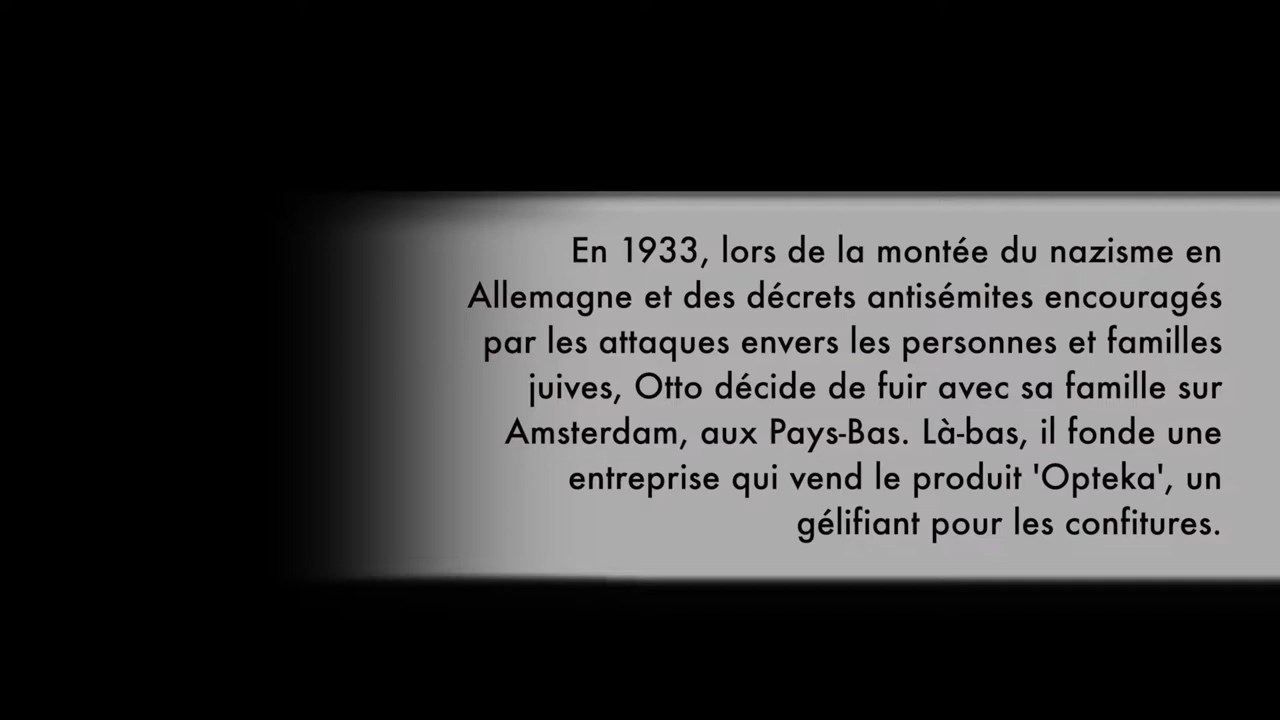 En 1933, lors de la montée du nazisme en
Allemagne et des décrets antisémites encouragés
par les attaques envers les personnes et familles
juives, Otto décide de fuir avec sa famille sur
Amsterdam, aux Pays-Bas. Là-bas, il fonde une
entreprise qui vend le produit 'Opteka', un
gélifiant pour les confitures.